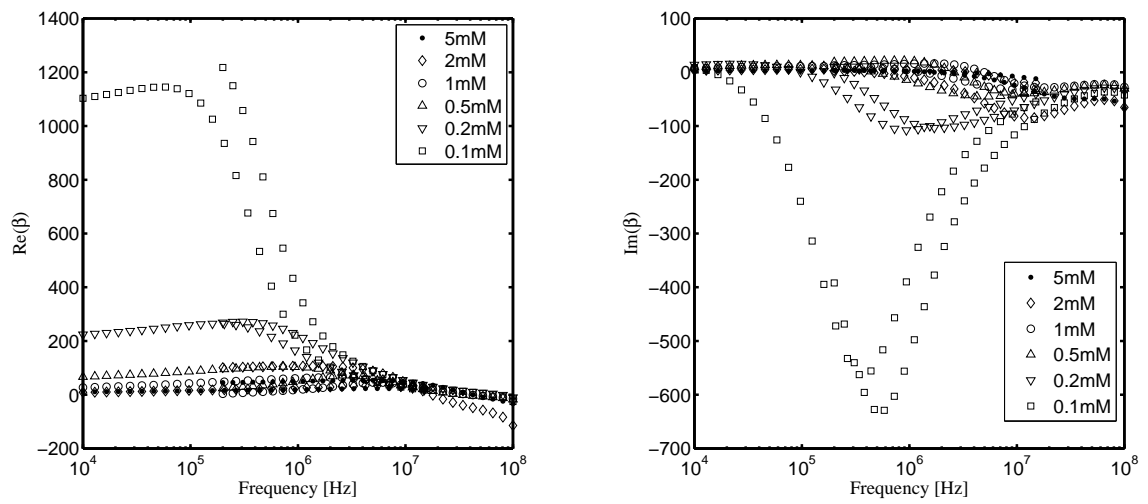 1400
1200
1000
800
600
400
200
0
−200
Re(β)
10^4
10^5
10^6
10^7
10^8
Frequency [Hz]
5mM
2mM
1mM
0.5mM
0.2mM
0.1mM
100
0
−100
−200
−300
−400
−500
−600
−700
Im(β)
10^4
10^5
10^6
10^7
10^8
Frequency [Hz]
5mM
2mM
1mM
0.5mM
0.2mM
0.1mM